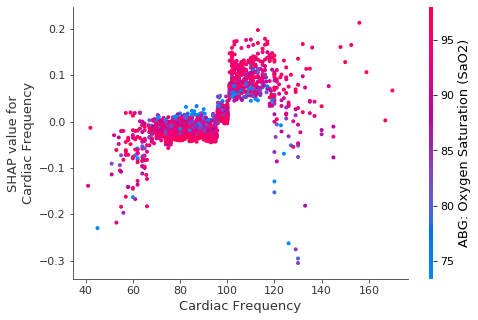 0.2
0.1
0.0
−0.1
−0.2
−0.3
SHAP value for
Cardiac Frequency
40 60 80 100 120 140 160
Cardiac Frequency
95
90
85
80
75
ABG: Oxygen Saturation (SaO2)